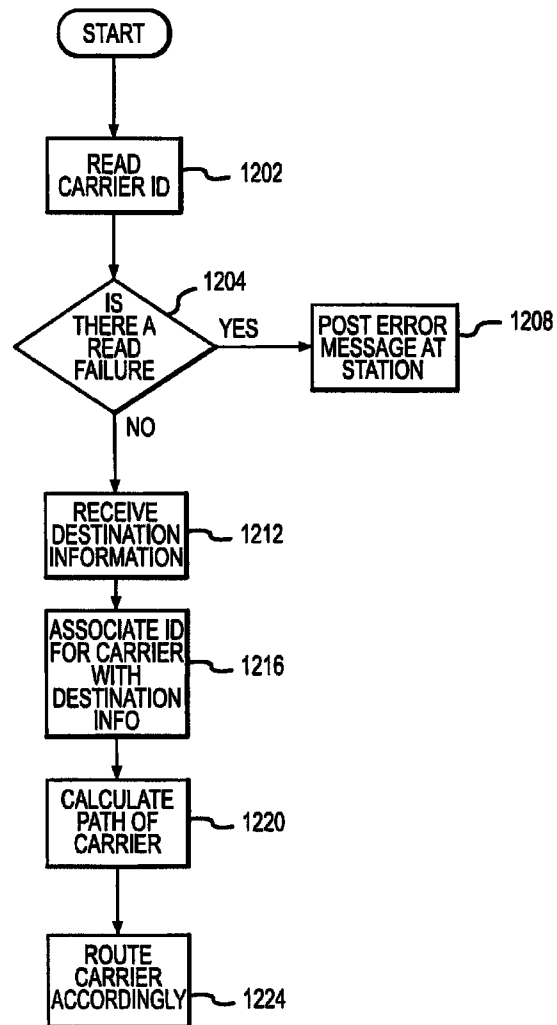 START
READ
CARRIER ID
1202
IS
THERE A
READ
FAILURE
1204
YES
POST ERROR
MESSAGE AT
STATION
1208
NO
RECEIVE
DESTINATION
INFORMATION
1212
ASSOCIATE ID
FOR CARRIER
WITH
DESTINATION
INFO
1216
CALCULATE
PATH OF
CARRIER
1220
ROUTE
CARRIER
ACCORDINGLY
1224